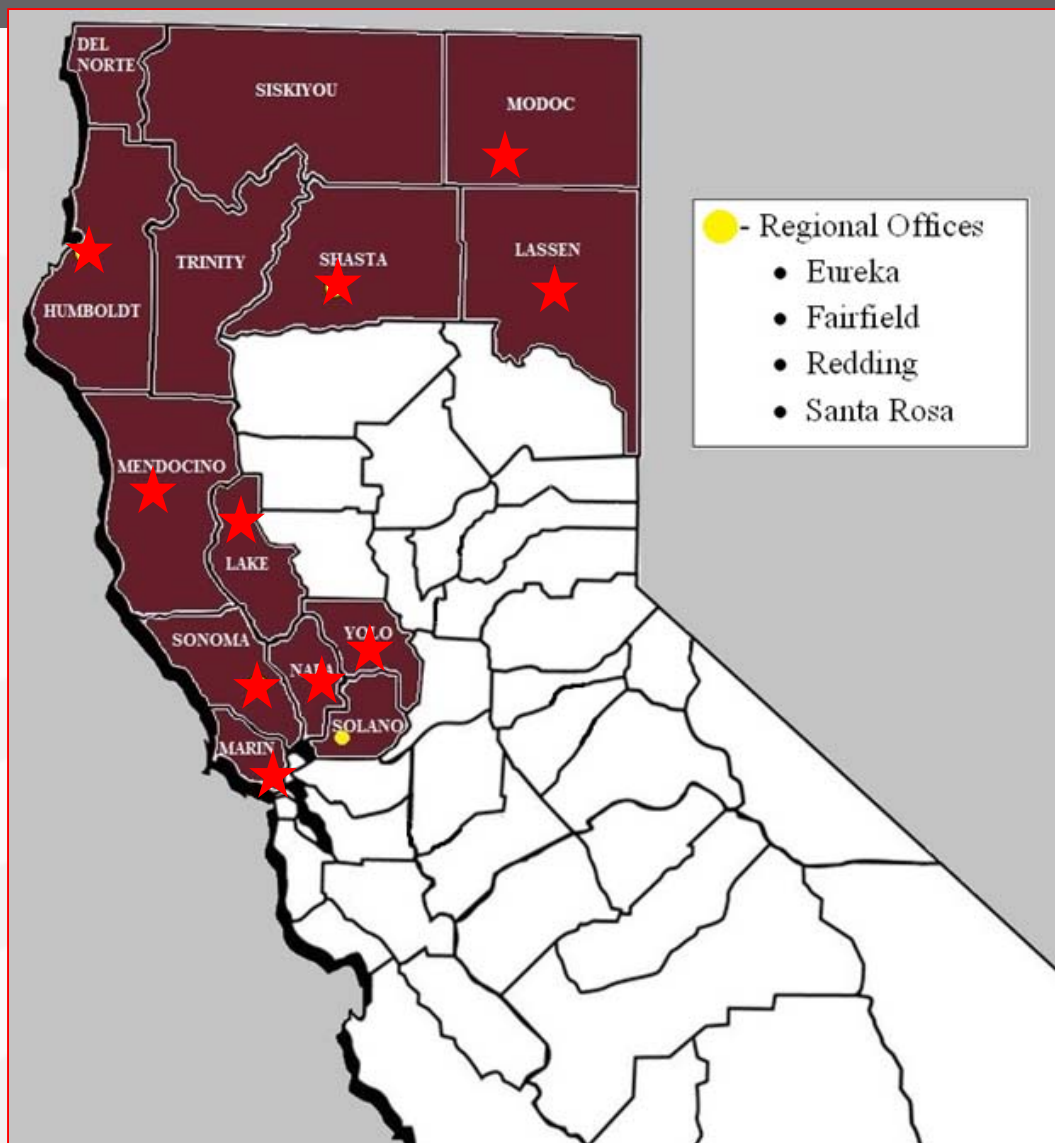 DEL
NORTE
SISKIYOU
MODOC
TRINITY
SHASTA
LASSEN
HUMBOLDT
MENDOCINO
LAKE
SONOMA
YOLO
NAPA
SOLANO
MARIN
- Regional Offices
• Eureka
• Fairfield
• Redding
• Santa Rosa